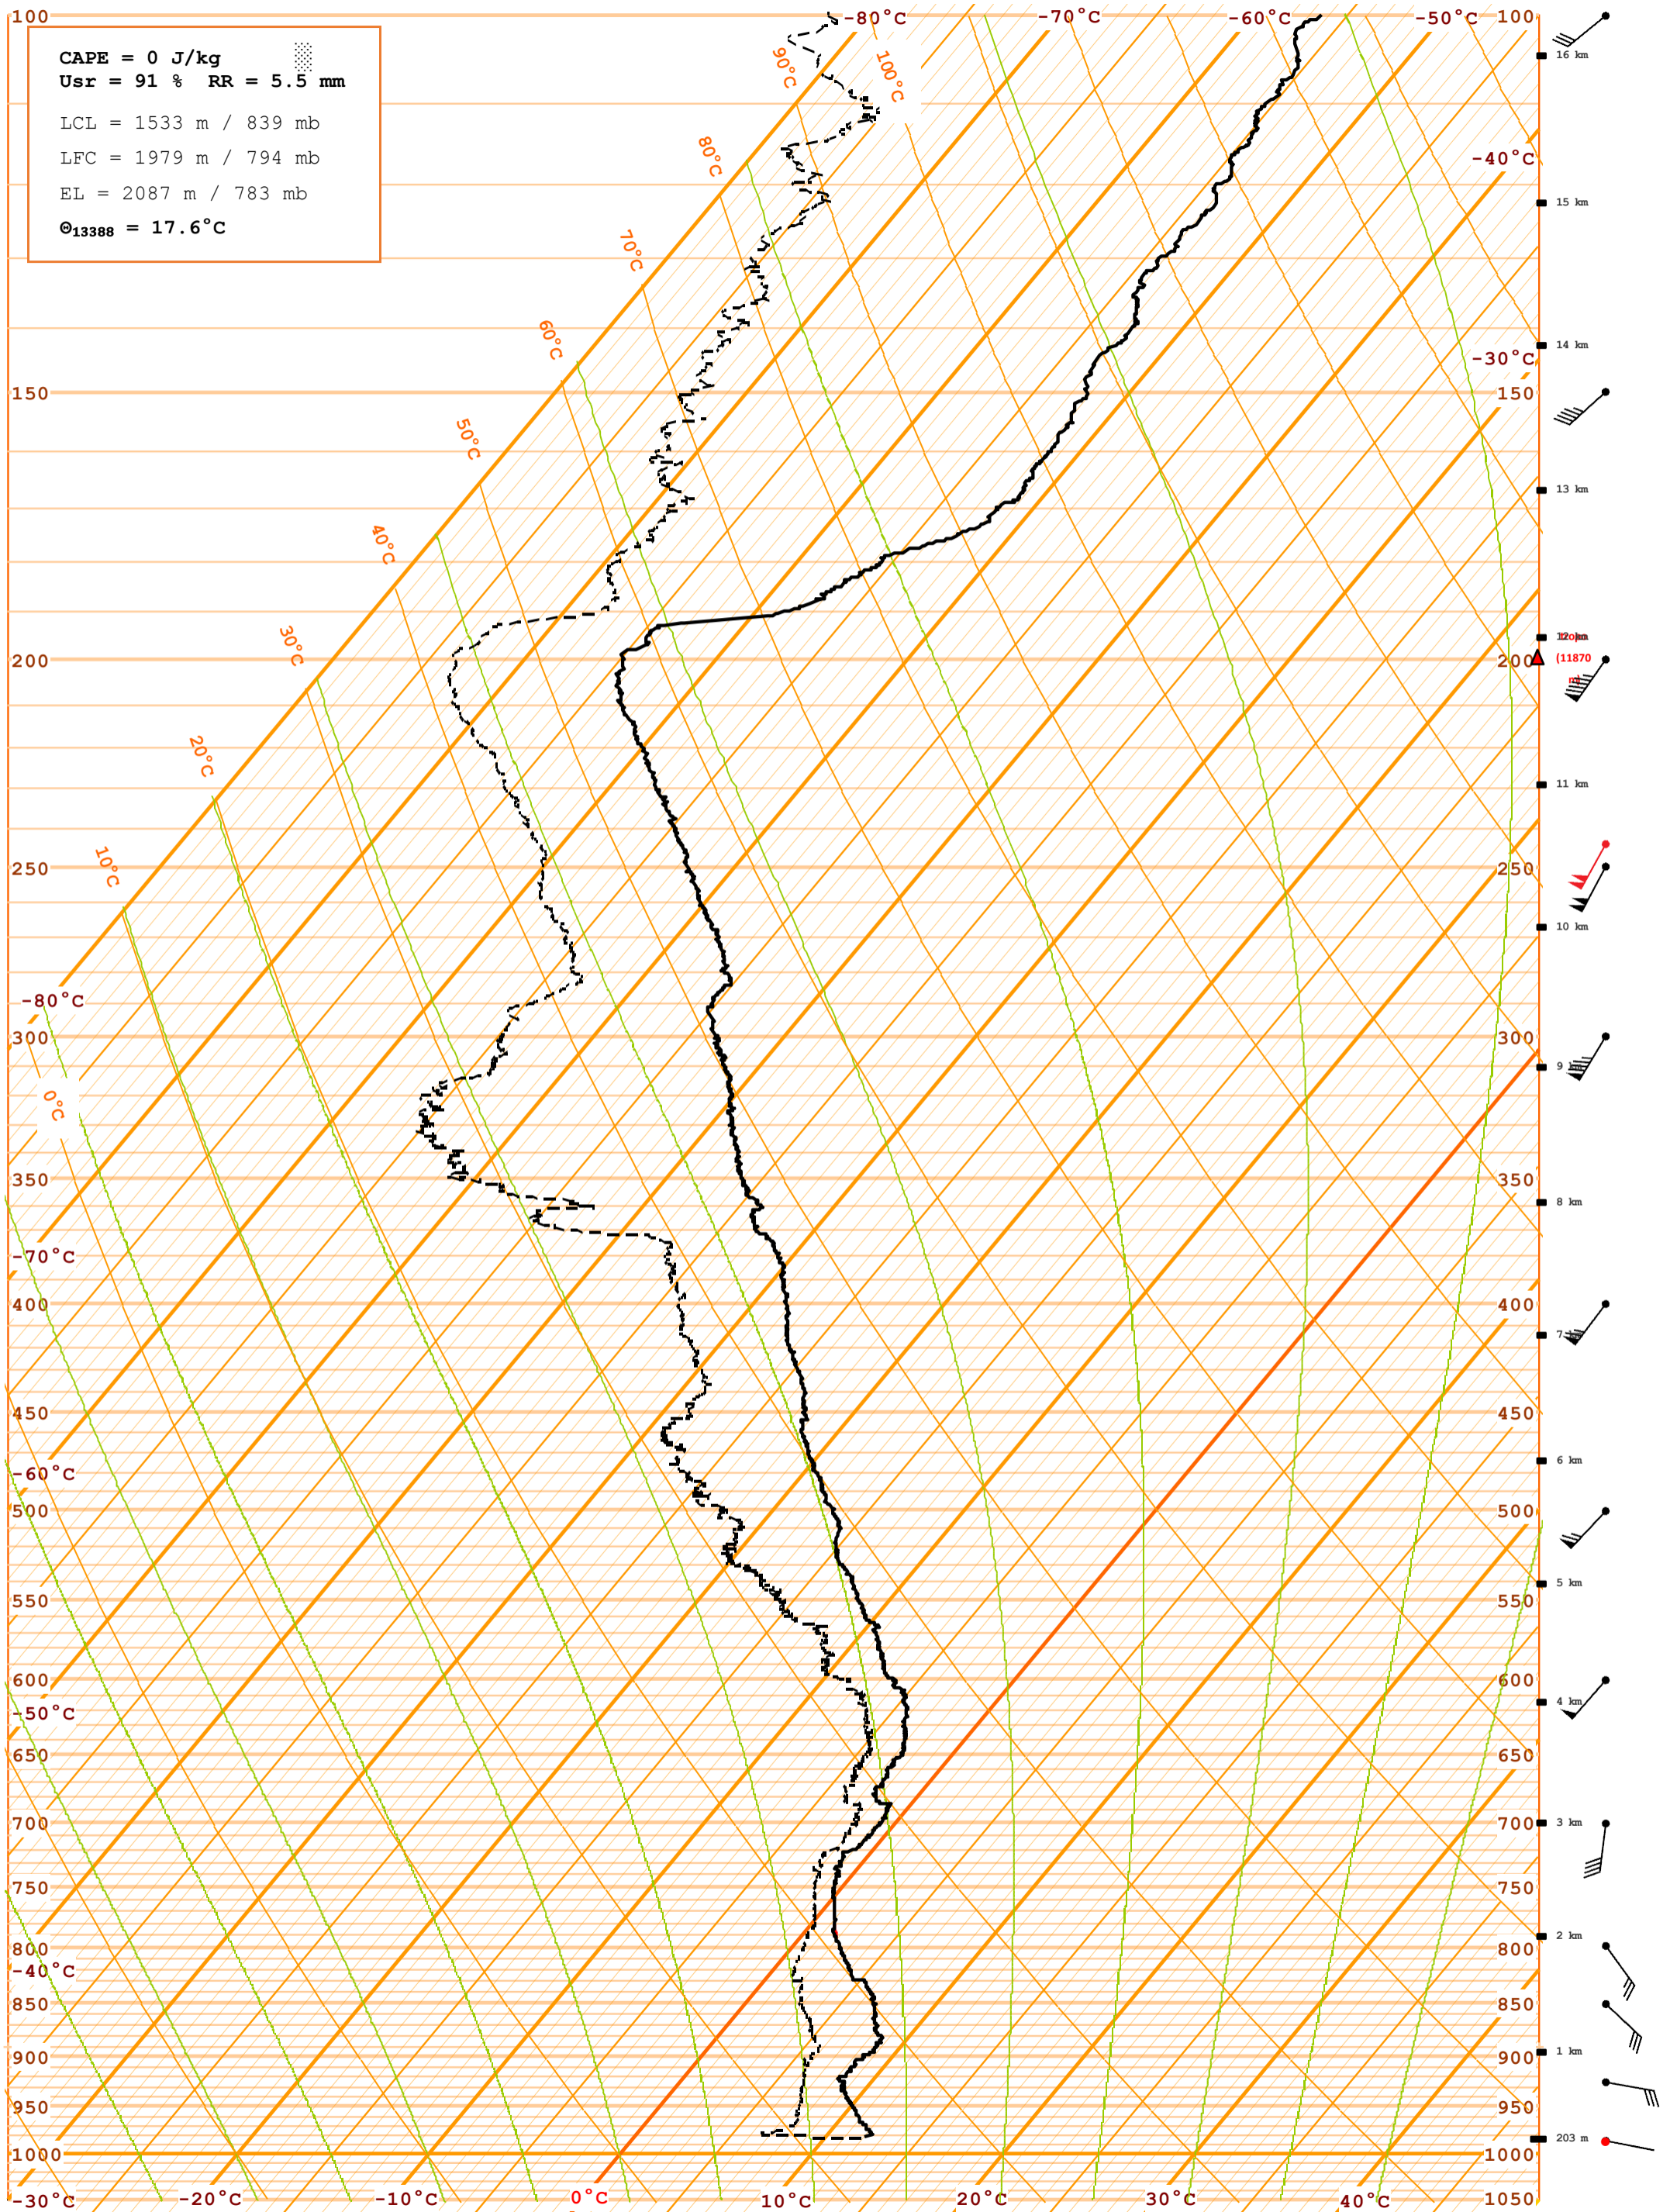 100
-80°C
-70°C
-60°C
-50°C
100
CAPE = 0 J/kg
Usr = 91 % RR = 5.5 mm
LCL = 1533 m / 839 mb
LFC = 1979 m / 794 mb
EL = 2087 m / 783 mb
Θ13388 = 17.6°C
90°C
100°C
16 km
80°C
-40°C
15 km
70°C
60°C
14 km
-30°C
150
150
50°C
13 km
40°C
30°C
12 km
200
200
(11870
20°C
11 km
10°C
250
250
10 km
-80°C
300
300
0°C
350
350
8 km
-70°C
400
400
450
450
-60°C
6 km
500
500
5 km
550
550
600
600
-50°C
4 km
650
650
700
700
3 km
750
750
2 km
800
800
-40°C
850
850
900
900
1 km
950
950
203 m
1000
1000
-30°C
-20°C
-10°C
0°C
10°C
20°C
30°C
40°C
1050